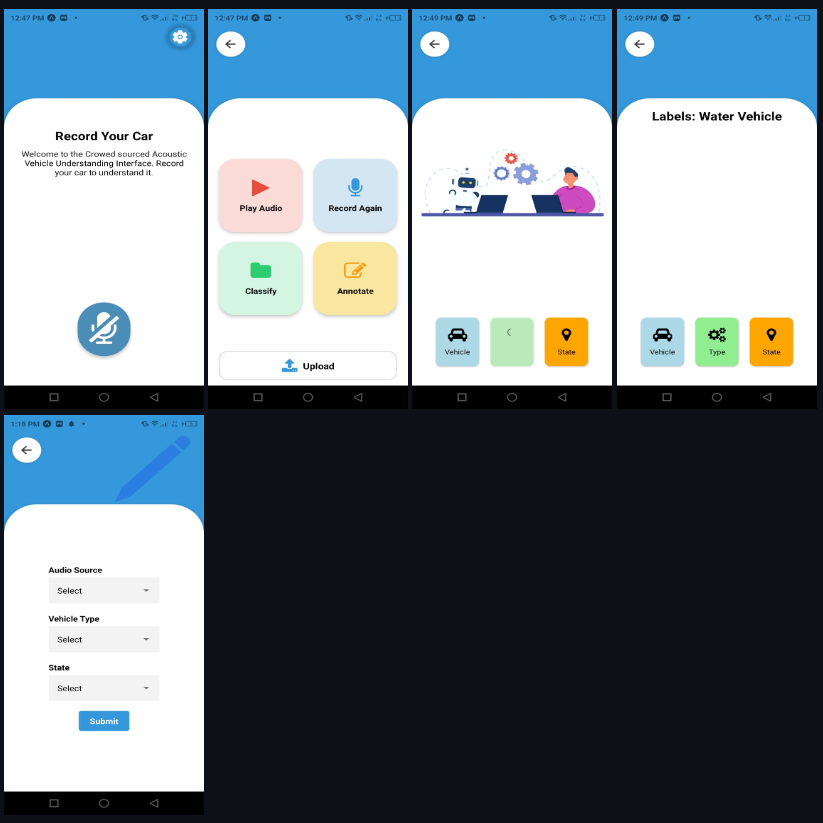 12:47 PM
Record Your Car
Welcome to the Crowed sourced Acoustic
Vehicle Understanding Interface. Record
your car to understand it.
12:47 PM
Play Audio
Record Again
Classify
Annotate
Upload
12:49 PM
Vehicle
State
12:49 PM
Labels: Water Vehicle
Vehicle
Type
State
1:18 PM
Audio Source
Select
Vehicle Type
Select
State
Select
Submit